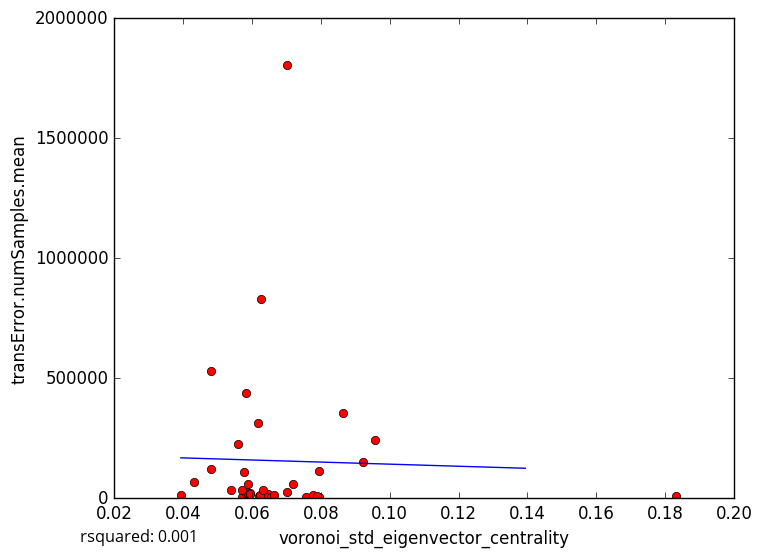 2000000
1500000
1000000
500000
0
transError.numSamples.mean
0.02 0.04 0.06 0.08 0.10 0.12 0.14 0.16 0.18 0.20
rsquared: 0.001
voronoi_std_eigenvector_centrality